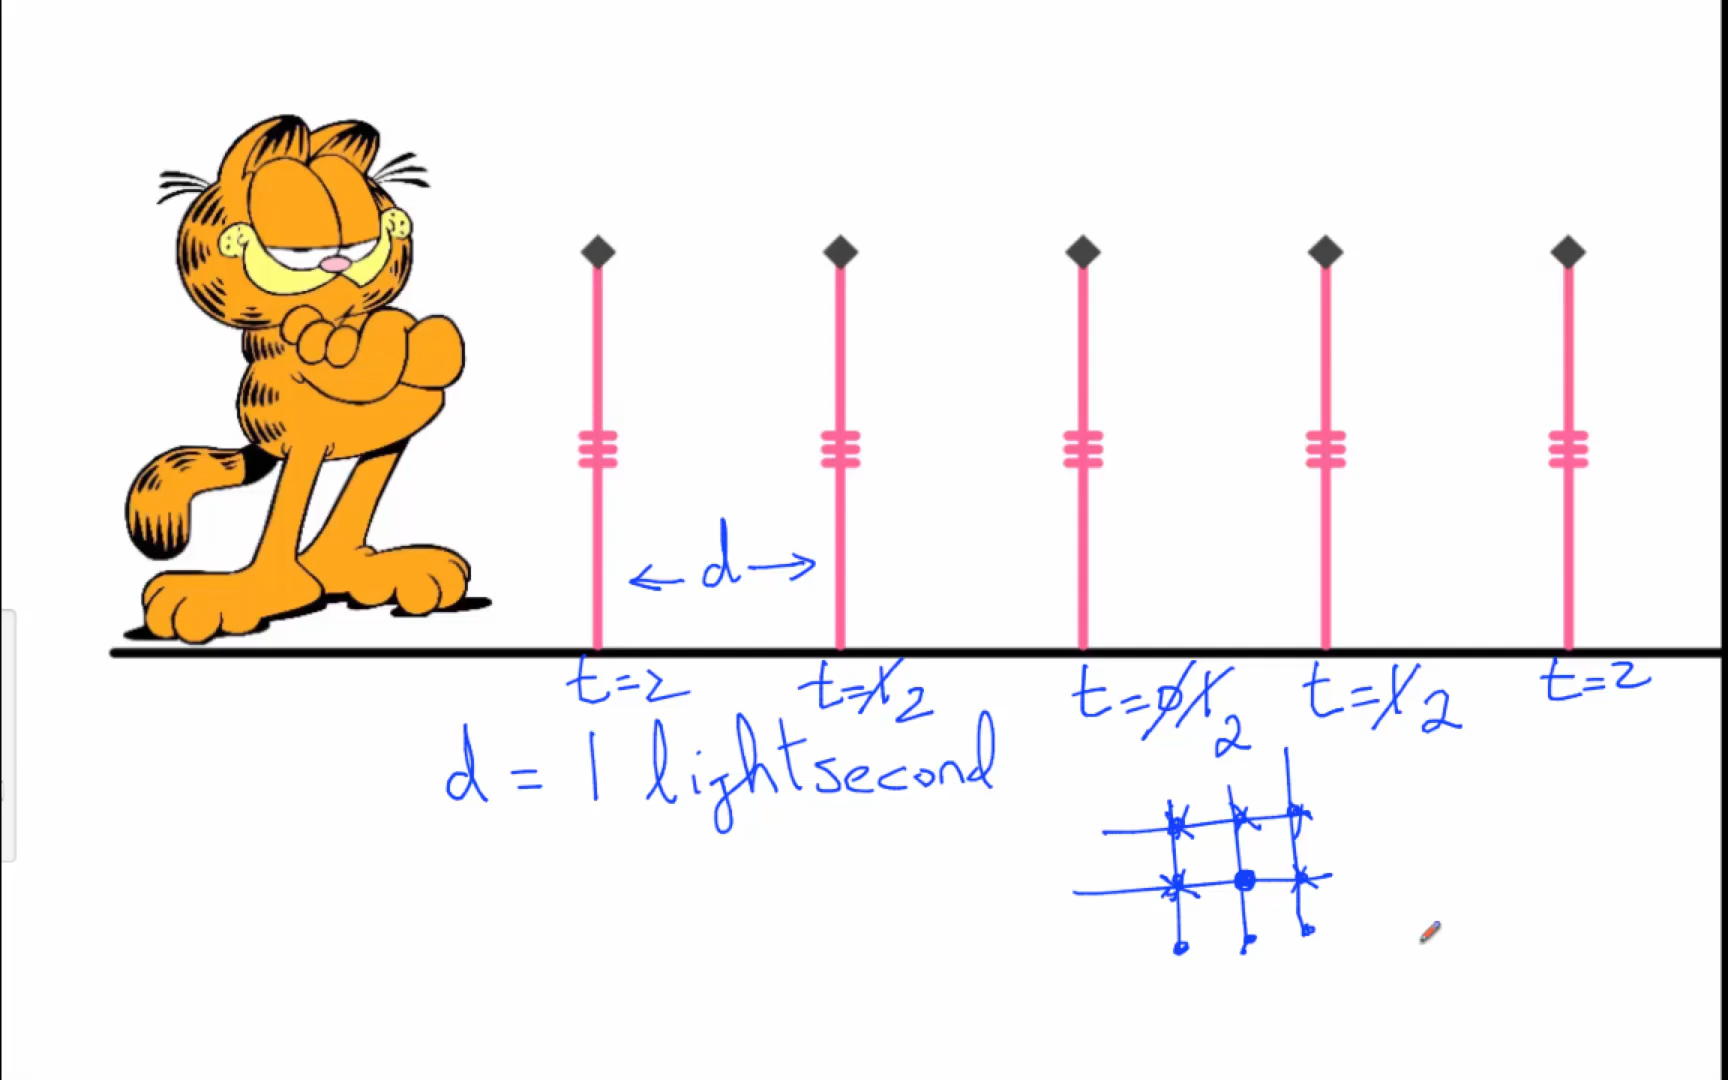 d
t=2 t=1 2 t=0 1 2 t=1 2 t=2
d = 1 lightsecond